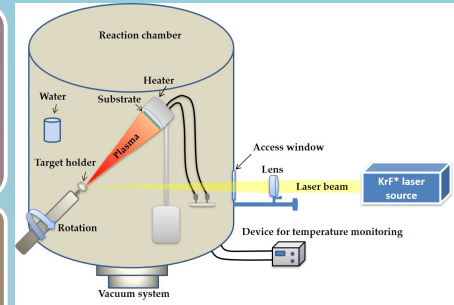 Reaction chamber
Heater
Water
Substrate
Access window
Plasma
Lens
Target holder
KrF* laser
source
Laser beam
Rotation
Device for temperature monitoring
Vacuum system